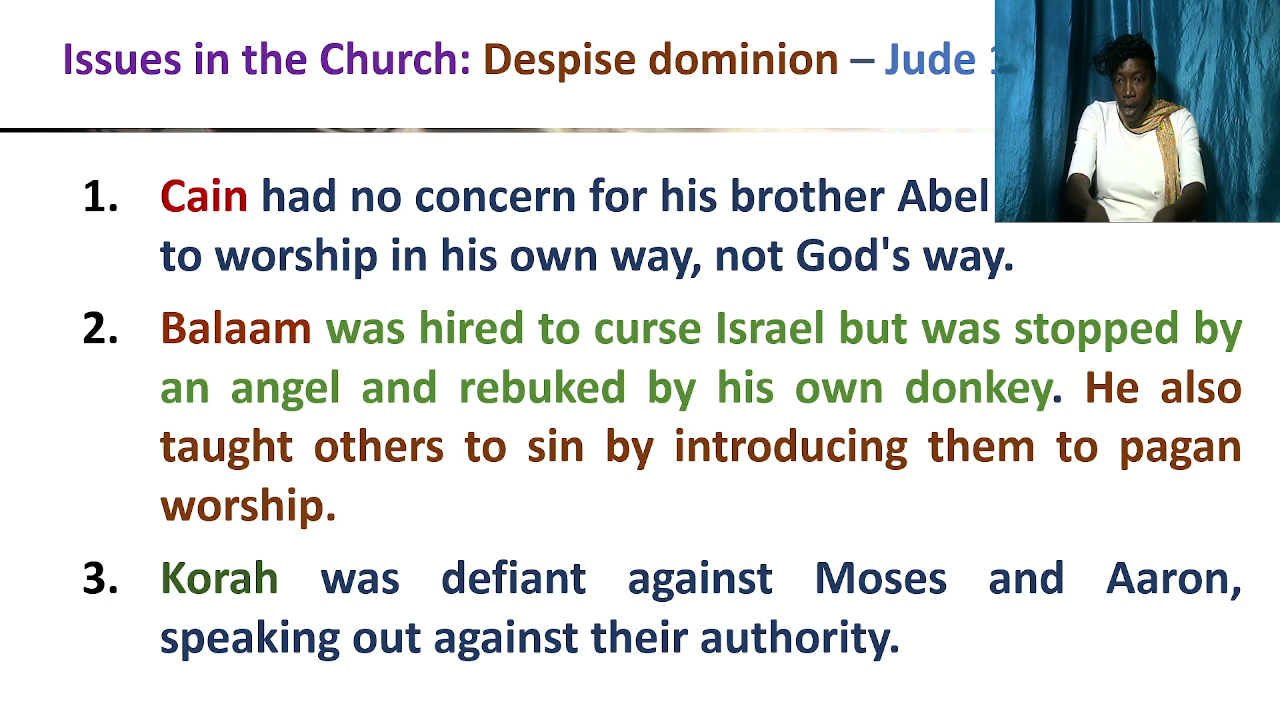 Issues in the Church: Despise dominion – Jude
1. Cain had no concern for his brother Abel
to worship in his own way, not God's way.
2. Balaam was hired to curse Israel but was stopped by
an angel and rebuked by his own donkey. He also
taught others to sin by introducing them to pagan
worship.
3. Korah was defiant against Moses and Aaron,
speaking out against their authority.